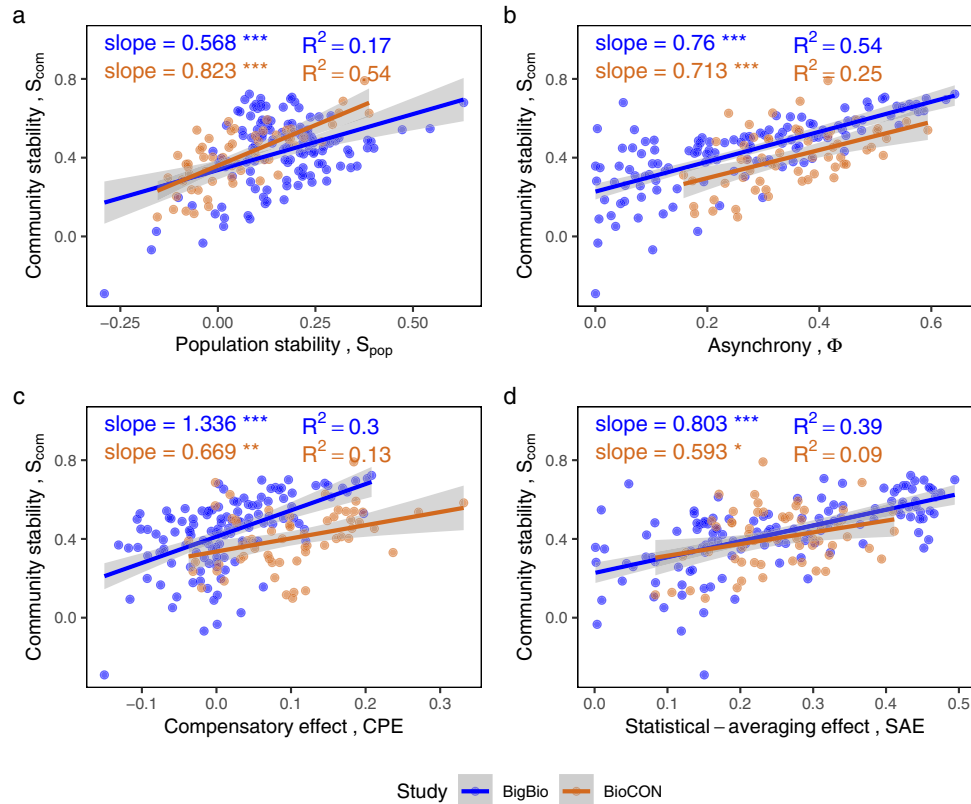 a
slope = 0.568 *** R² = 0.17
slope = 0.823 *** R² = 0.54
Community stability , S_com
0.8
0.4
0.0
−0.25 0.00 0.25 0.50
Population stability , S_pop
b
slope = 0.76 *** R² = 0.54
slope = 0.713 *** R² = 0.25
Community stability , S_com
0.8
0.4
0.0
0.0 0.2 0.4 0.6
Asynchrony , Φ
c
slope = 1.336 *** R² = 0.3
slope = 0.669 ** R² = 0.13
Community stability , S_com
0.8
0.4
0.0
−0.1 0.0 0.1 0.2 0.3
Compensatory effect , CPE
d
slope = 0.803 *** R² = 0.39
slope = 0.593 * R² = 0.09
Community stability , S_com
0.8
0.4
0.0
0.0 0.1 0.2 0.3 0.4 0.5
Statistical − averaging effect , SAE
Study BigBio BioCON